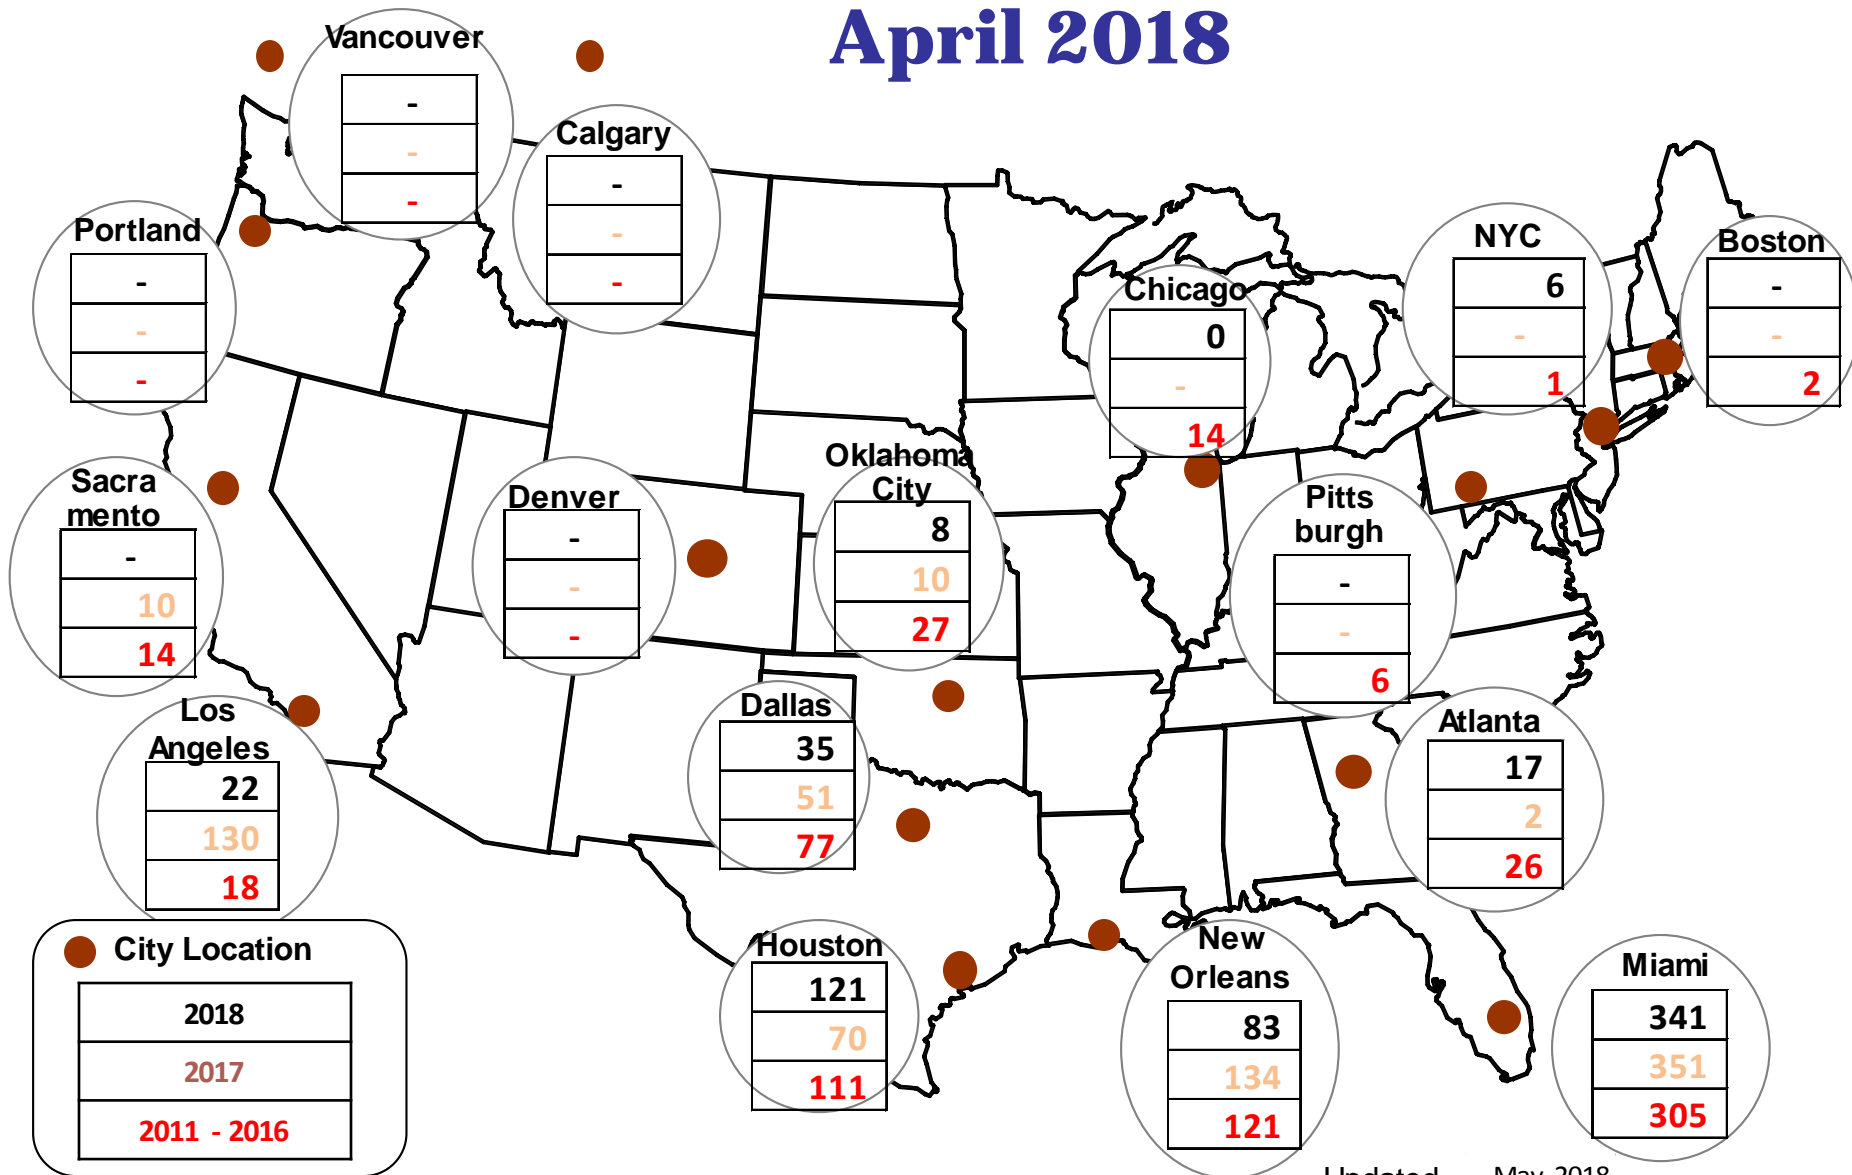 April 2018
Vancouver
-
-
-
Calgary
-
-
-
Portland
-
-
-
NYC
6
-
1
Boston
-
-
2
Chicago
0
-
14
Sacra
mento
-
10
14
Denver
-
-
-
Oklahoma
City
8
10
27
Pitts
burgh
-
-
6
Los
Angeles
22
130
18
Dallas
35
51
77
Atlanta
17
2
26
Houston
121
70
111
New
Orleans
83
134
121
Miami
341
351
305
City Location
2018
2017
2011 - 2016
Updated May, 2018